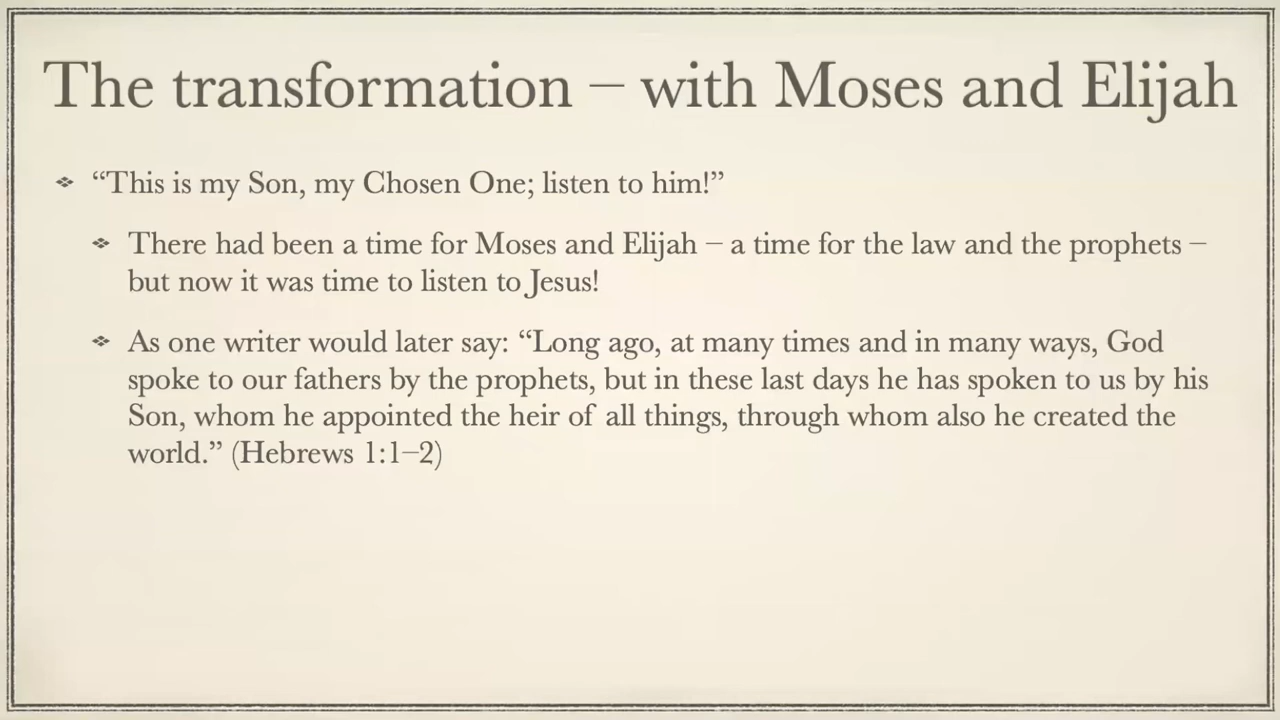 The transformation – with Moses and Elijah
“This is my Son, my Chosen One; listen to him!”
There had been a time for Moses and Elijah – a time for the law and the prophets –
but now it was time to listen to Jesus!
As one writer would later say: “Long ago, at many times and in many ways, God
spoke to our fathers by the prophets, but in these last days he has spoken to us by his
Son, whom he appointed the heir of all things, through whom also he created the
world.” (Hebrews 1:1–2)